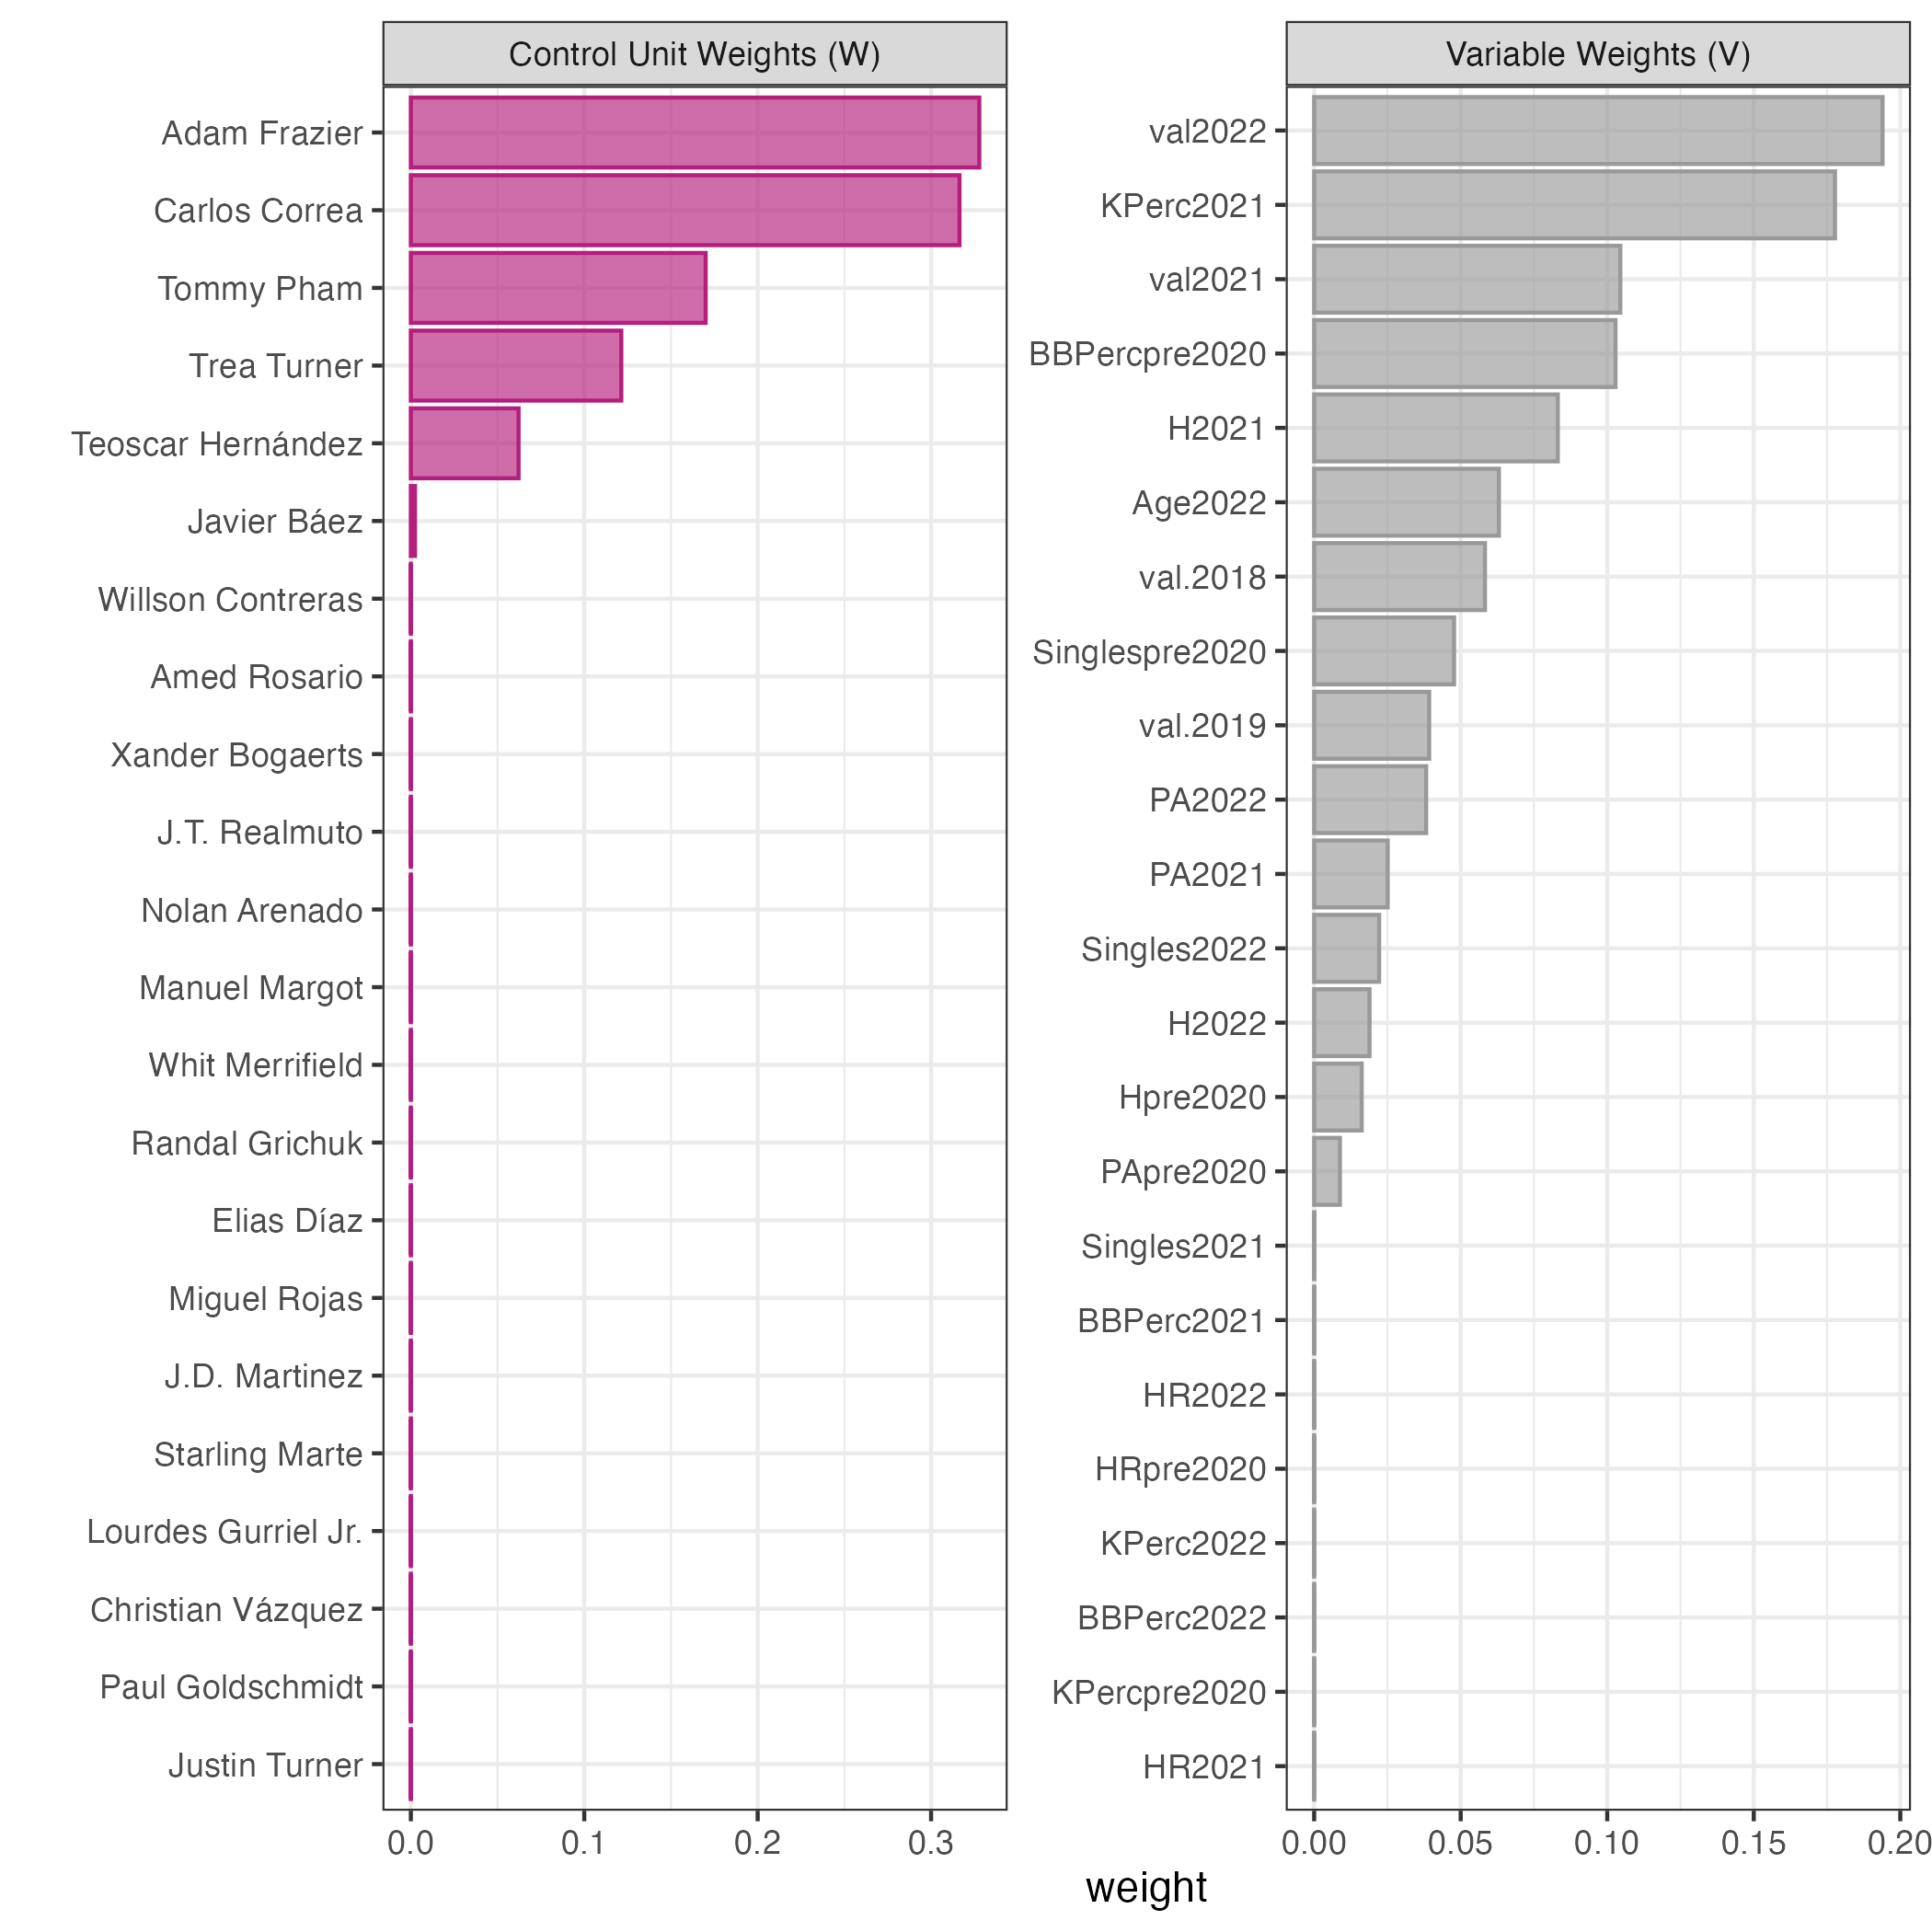 Control Unit Weights (W)
Adam Frazier
Carlos Correa
Tommy Pham
Trea Turner
Teoscar Hernández
Javier Báez
Willson Contreras
Amed Rosario
Xander Bogaerts
J.T. Realmuto
Nolan Arenado
Manuel Margot
Whit Merrifield
Randal Grichuk
Elias Díaz
Miguel Rojas
J.D. Martinez
Starling Marte
Lourdes Gurriel Jr.
Christian Vázquez
Paul Goldschmidt
Justin Turner
0.0 0.1 0.2 0.3
Variable Weights (V)
val2022
KPerc2021
val2021
BBPercpre2020
H2021
Age2022
val.2018
Singlespre2020
val.2019
PA2022
PA2021
Singles2022
H2022
Hpre2020
PApre2020
Singles2021
BBPerc2021
HR2022
HRpre2020
KPerc2022
BBPerc2022
KPercpre2020
HR2021
0.00 0.05 0.10 0.15 0.20
weight